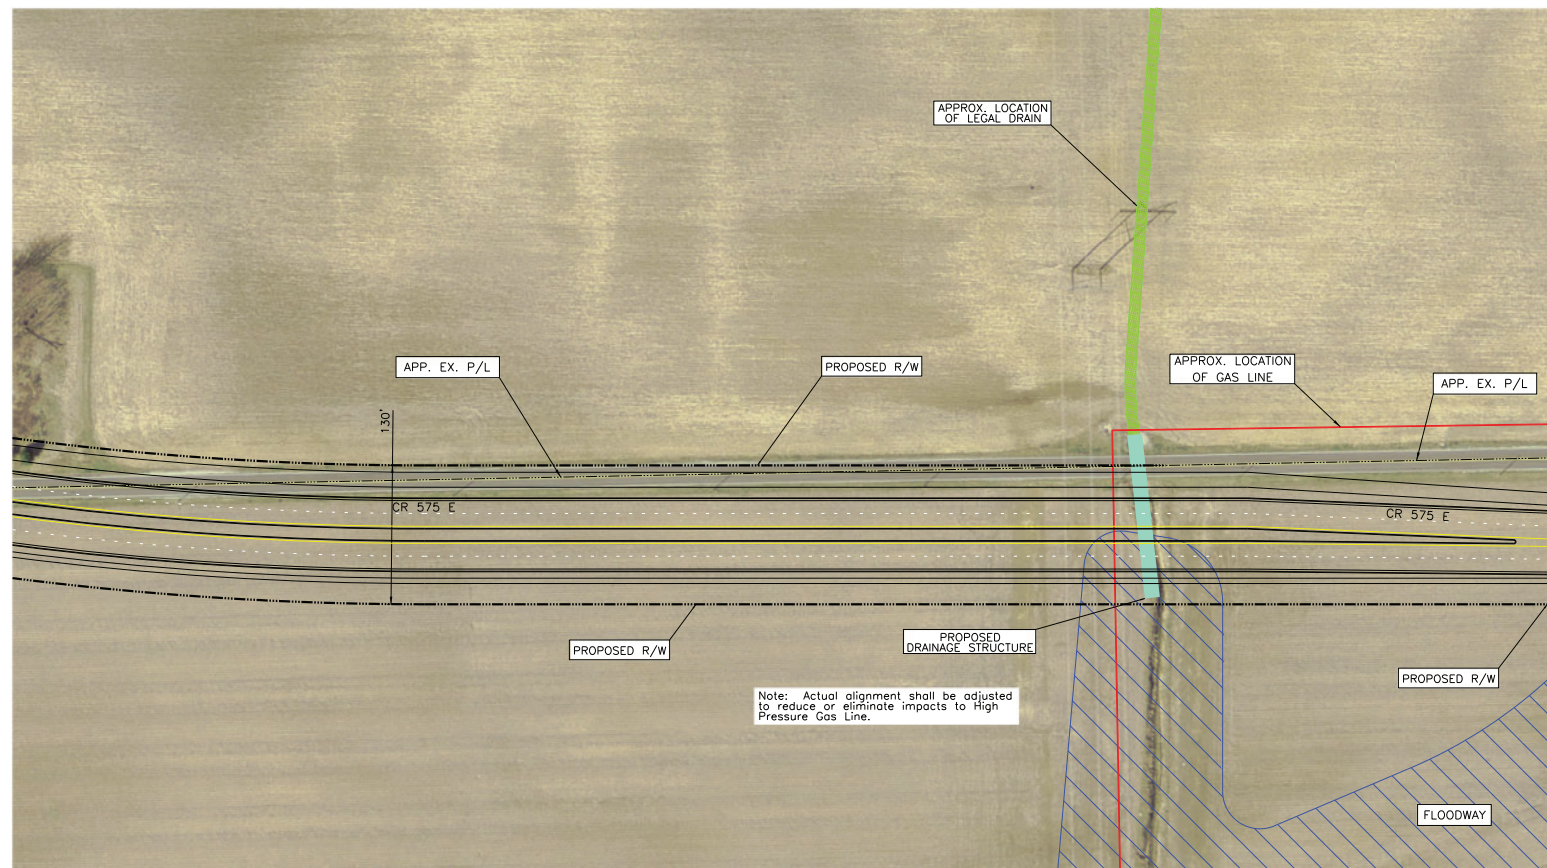 APPROX. LOCATION
OF LEGAL DRAIN
APP. EX. P/L
PROPOSED R/W
APPROX. LOCATION
OF GAS LINE
APP. EX. P/L
130'
CR 575 E
CR 575 E
PROPOSED R/W
PROPOSED
DRAINAGE STRUCTURE
PROPOSED R/W
Note: Actual alignment shall be adjusted
to reduce or eliminate impacts to High
Pressure Gas Line.
FLOODWAY